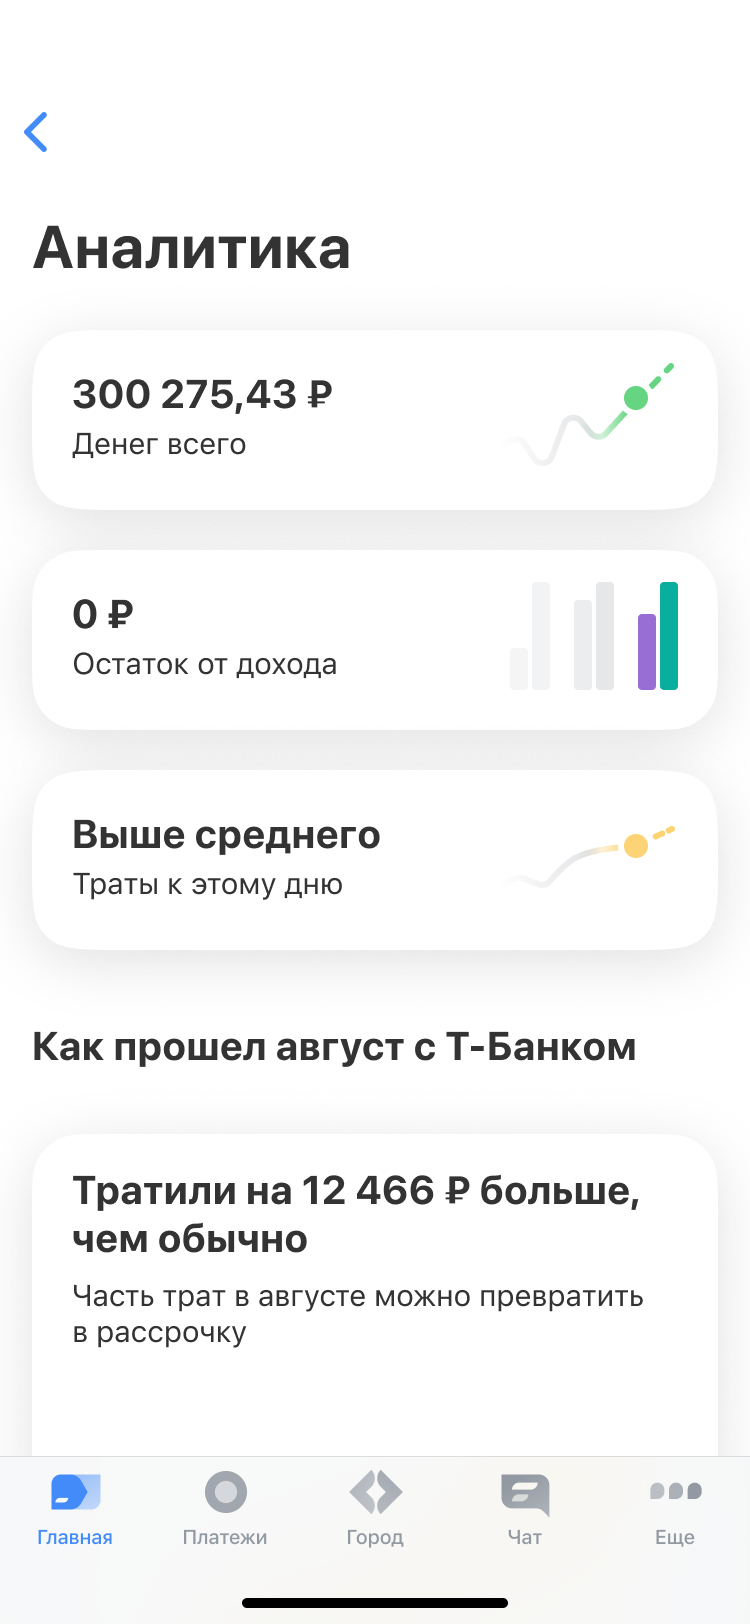 Аналитика
300 275,43 ₽
Денег всего
0 ₽
Остаток от дохода
Выше среднего
Траты к этому дню
Как прошел август с Т-Банком
Тратили на 12 466 ₽ больше,
чем обычно
Часть трат в августе можно превратить
в рассрочку
Главная
Платежи
Город
Чат
Еще